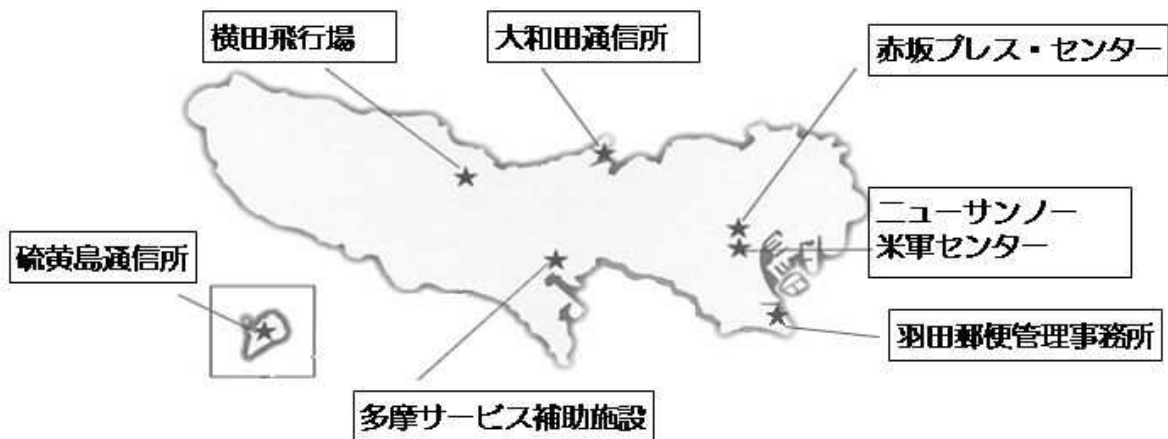 横田飛行場
大和田通信所
赤坂プレス・センター
ニューサンノー
米軍センター
硫黄島通信所
羽田郵便管理事務所
多摩サービス補助施設